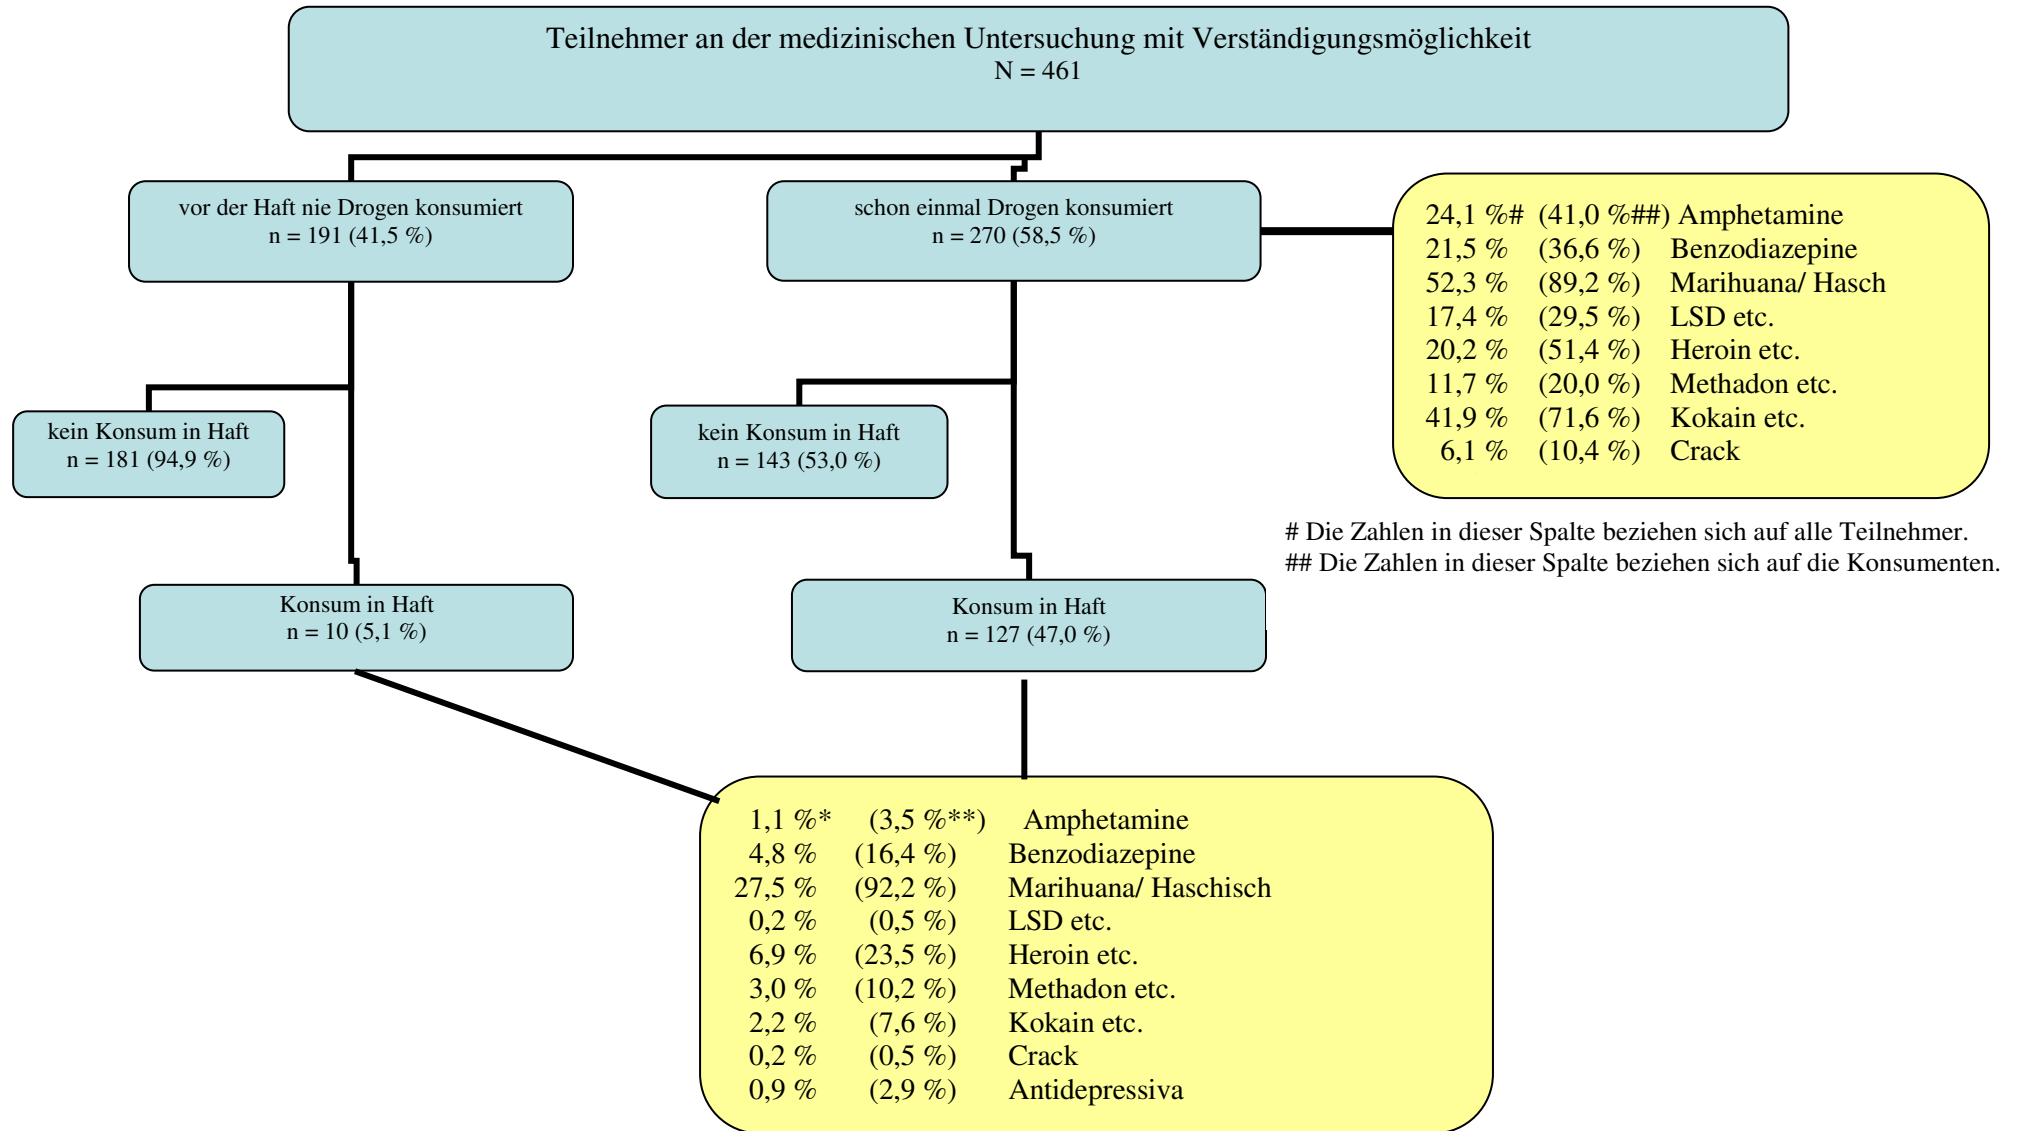 Teilnehmer an der medizinischen Untersuchung mit Verständigungsmöglichkeit
N = 461
vor der Haft nie Drogen konsumiert
n = 191 (41,5 %)
schon einmal Drogen konsumiert
n = 270 (58,5 %)
24,1 %# (41,0 %##) Amphetamine
21,5 % (36,6 %) Benzodiazepine
52,3 % (89,2 %) Marihuana/ Hasch
17,4 % (29,5 %) LSD etc.
20,2 % (51,4 %) Heroin etc.
11,7 % (20,0 %) Methadon etc.
41,9 % (71,6 %) Kokain etc.
6,1 % (10,4 %) Crack
kein Konsum in Haft
n = 181 (94,9 %)
kein Konsum in Haft
n = 143 (53,0 %)
# Die Zahlen in dieser Spalte beziehen sich auf alle Teilnehmer.
## Die Zahlen in dieser Spalte beziehen sich auf die Konsumenten.
Konsum in Haft
n = 10 (5,1 %)
Konsum in Haft
n = 127 (47,0 %)
1,1 %* (3,5 %**) Amphetamine
4,8 % (16,4 %) Benzodiazepine
27,5 % (92,2 %) Marihuana/ Haschisch
0,2 % (0,5 %) LSD etc.
6,9 % (23,5 %) Heroin etc.
3,0 % (10,2 %) Methadon etc.
2,2 % (7,6 %) Kokain etc.
0,2 % (0,5 %) Crack
0,9 % (2,9 %) Antidepressiva